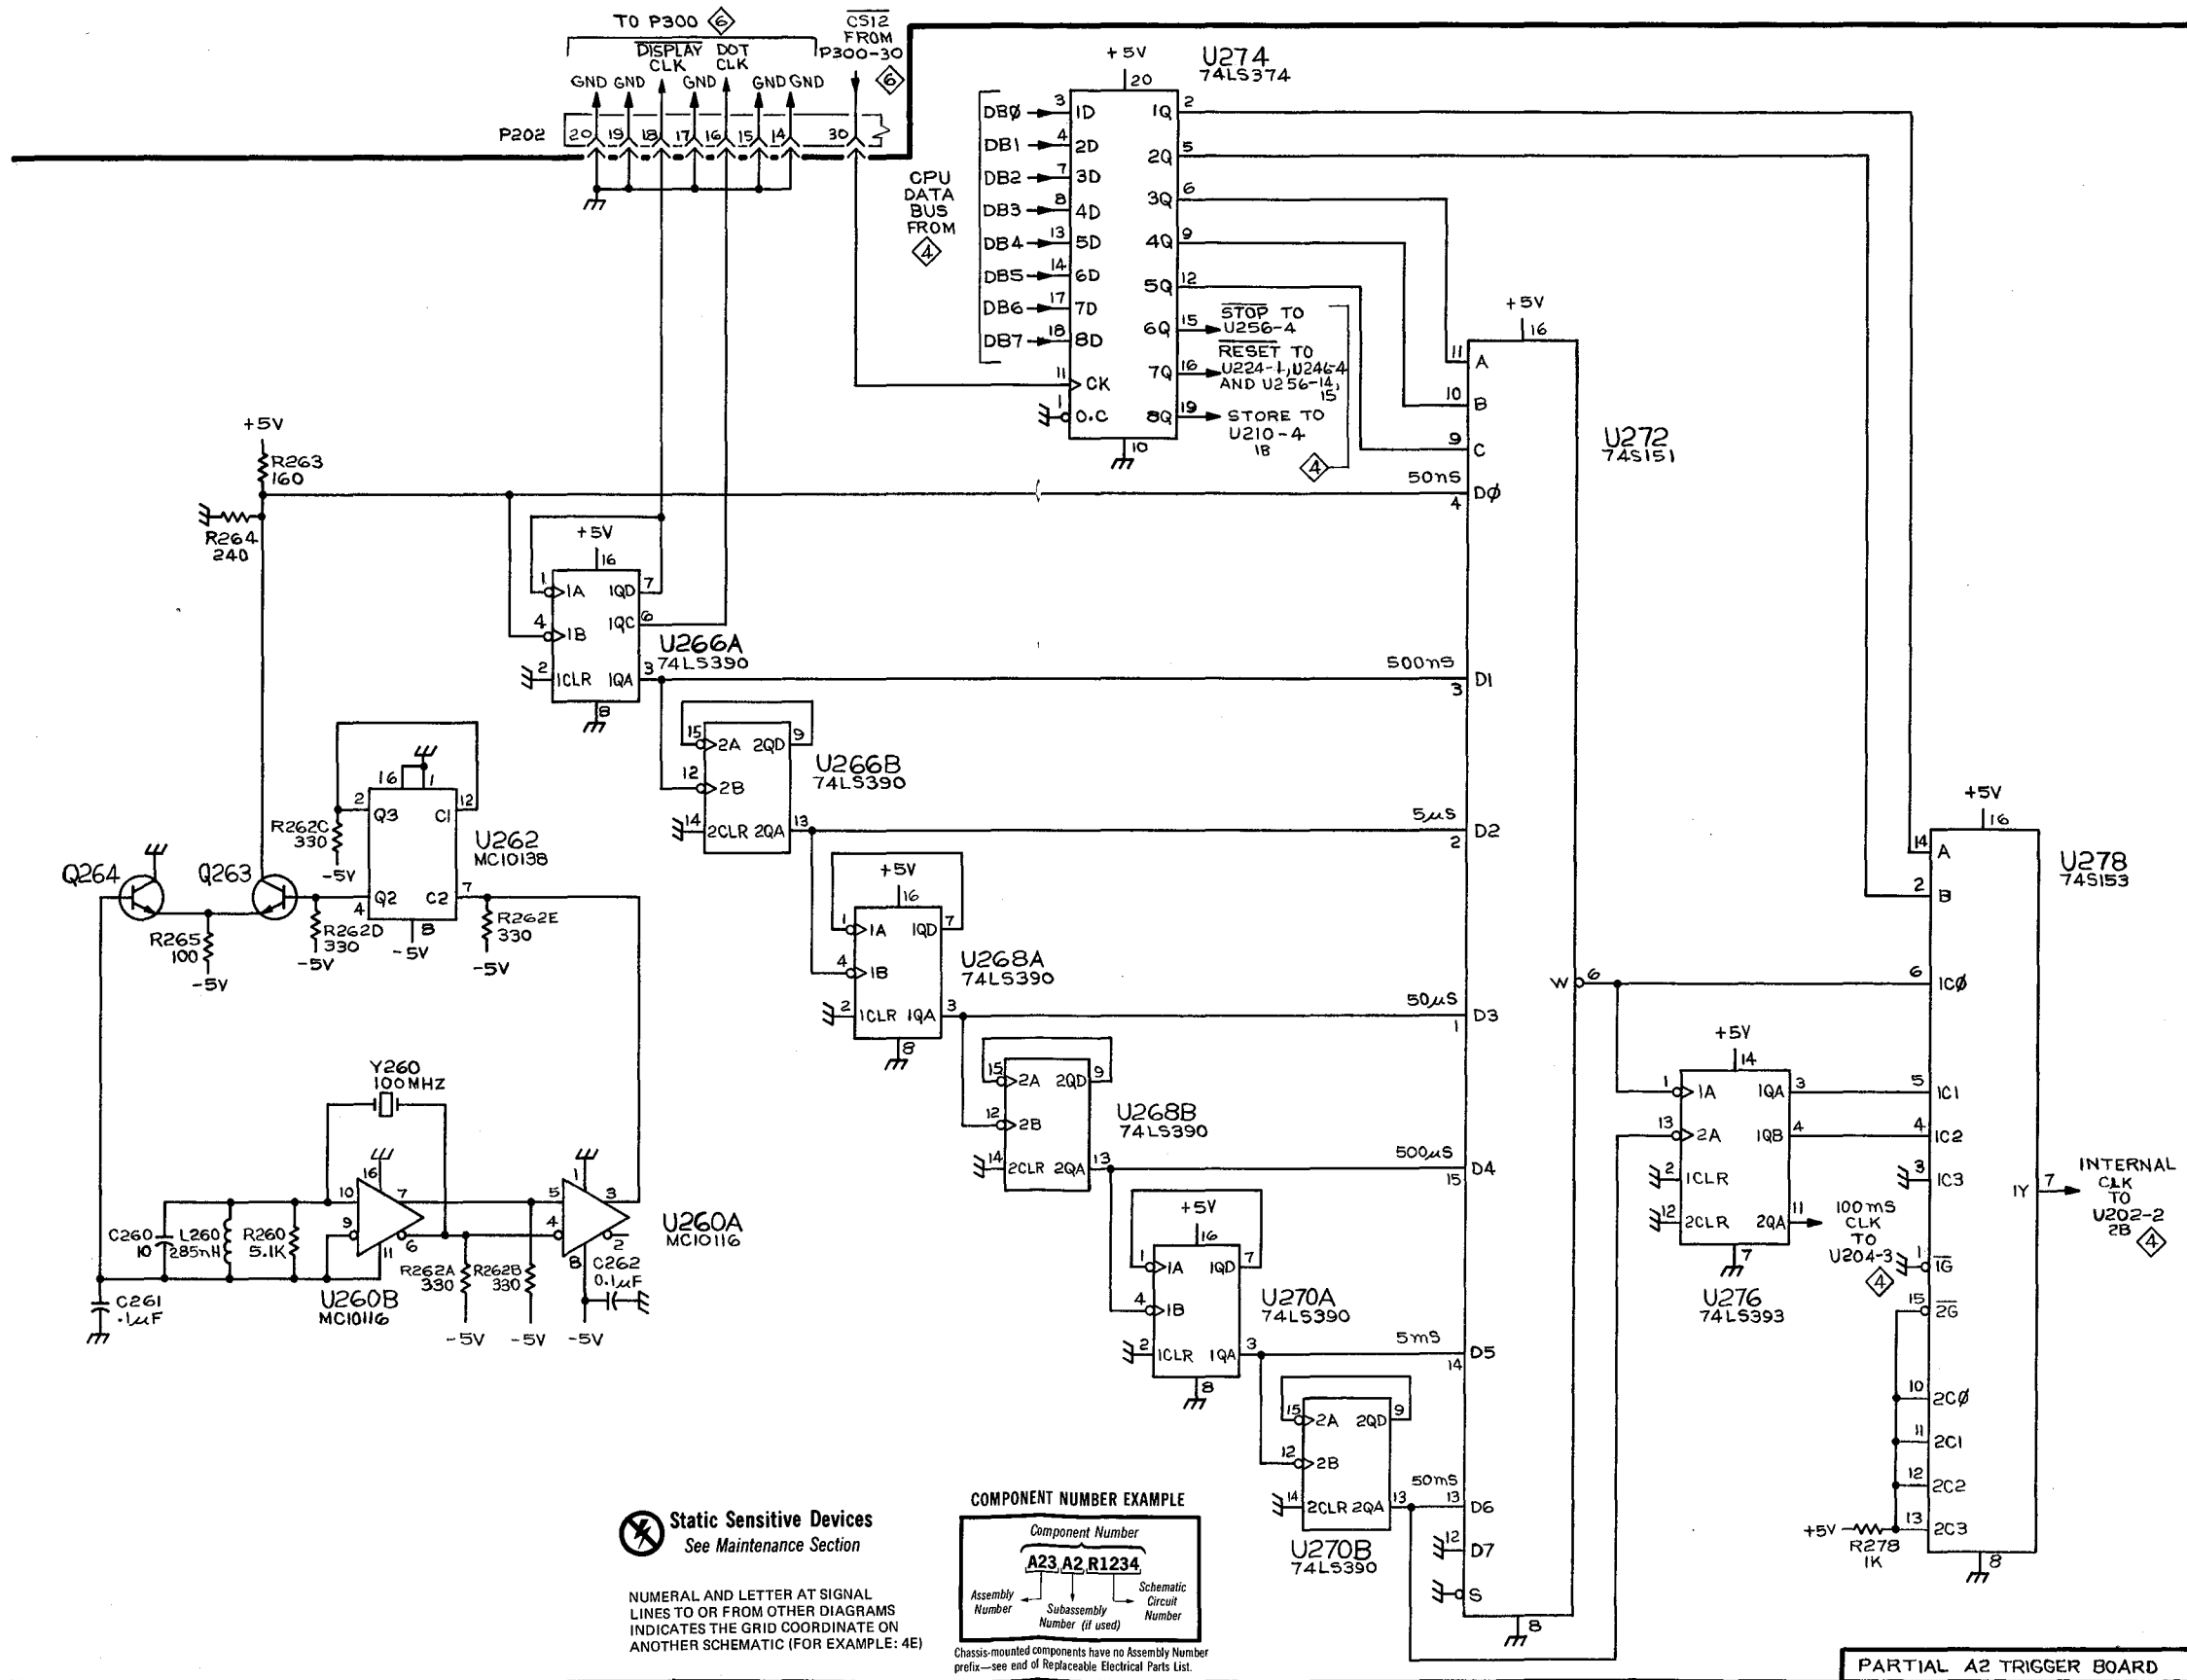 TO P300 6
CS12
FROM
P300-30
6
DISPLAY DOT
CLK CLK
GND GND GND GND GND
P202 20 19 18 17 16 15 14 30
+5V
20
U274
74LS374
CPU
DATA
BUS
FROM
4
DBØ 3 1D 1Q 2
DB1 4 2D 2Q 5
DB2 7 3D 3Q 6
DB3 8 4D 4Q 9
DB4 13 5D 5Q 12
DB5 14 6D 6Q 15
DB6 17 7D 7Q 16
DB7 18 8D 8Q 19
11 CK
1 O.C
10
STOP TO
U256-4
RESET TO
U224-1, U246-4
AND U256-14,
15
STORE TO
U210-4
1B
4
+5V
16
11 A
10 B
9 C
U272
74S151
+5V
R263
160
R264
240
50nS
4 DØ
+5V
16
1 1A 1QD 7
4 1B 1QC 6
2 1CLR 1QA 3
8
U266A
74LS390
500nS
3 D1
15 2A 2QD 9
12 2B
14 2CLR 2QA 13
U266B
74LS390
5µS
2 D2
16 1
2 Q3 C1 12
4 Q2 C2 7
8
-5V
U262
MC10138
R262C
330
-5V
Q264 Q263
R265
100
-5V
R262D
330
-5V
R262E
330
-5V
+5V
16
1 1A 1QD 7
4 1B
2 1CLR 1QA 3
8
U268A
74LS390
50µS
1 D3
15 2A 2QD 9
12 2B
14 2CLR 2QA 13
U268B
74LS390
500µS
15 D4
Y260
100MHZ
16
10 7
9 6
11
1
5 3
4 2
8
U260A
MC10116
C260
10
L260
285nH
R260
5.1K
C261
.1µF
U260B
MC10116
R262A
330
-5V
R262B
330
-5V
C262
0.1µF
-5V
+5V
16
1 1A 1QD 7
4 1B
2 1CLR 1QA 3
8
U270A
74LS390
5mS
14 D5
15 2A 2QD 9
12 2B
14 2CLR 2QA 13
U270B
74LS390
50mS
13 D6
12 D7
S
8
W 6
+5V
14
1 1A 1QA 3
13 2A 1QB 4
2 1CLR
12 2CLR 2QA 11
7
U276
74LS393
100mS
CLK
TO
U204-3
4
+5V
16
14 A
2 B
U278
74S153
6 1CØ
5 1C1
4 1C2
3 1C3
1Y 7
1 1G
15 2G
10 2CØ
11 2C1
12 2C2
13 2C3
8
+5V
R278
1K
INTERNAL
CLK
TO
U202-2
2B
4
Static Sensitive Devices
See Maintenance Section
NUMERAL AND LETTER AT SIGNAL
LINES TO OR FROM OTHER DIAGRAMS
INDICATES THE GRID COORDINATE ON
ANOTHER SCHEMATIC (FOR EXAMPLE: 4E)
COMPONENT NUMBER EXAMPLE
Component Number
A23 A2 R1234
Assembly
Number
Subassembly
Number (if used)
Schematic
Circuit
Number
Chassis-mounted components have no Assembly Number
prefix—see end of Replaceable Electrical Parts List.
PARTIAL A2 TRIGGER BOARD